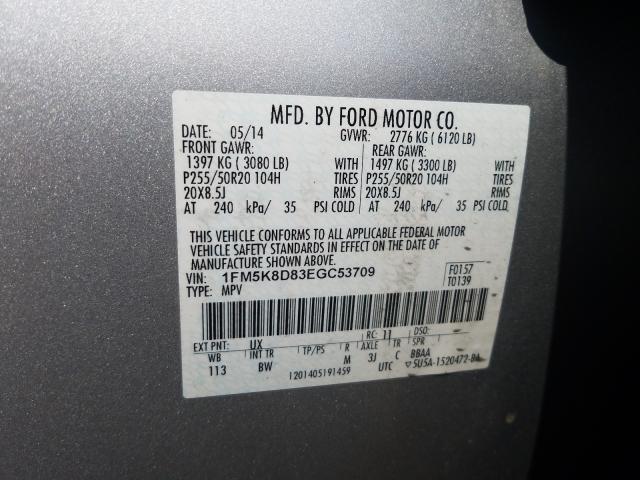 MFD. BY FORD MOTOR CO.
DATE: 05/14 GVWR: 2776 KG ( 6120 LB)
FRONT GAWR: REAR GAWR:
1397 KG ( 3080 LB) WITH 1497 KG ( 3300 LB) WITH
P255/50R20 104H TIRES P255/50R20 104H TIRES
20X8.5J RIMS 20X8.5J RIMS
AT 240 kPa/ 35 PSI COLD AT 240 kPa/ 35 PSI COLD
THIS VEHICLE CONFORMS TO ALL APPLICABLE FEDERAL MOTOR
VEHICLE SAFETY STANDARDS IN EFFECT ON THE DATE OF
MANUFACTURE SHOWN ABOVE.
VIN: 1FM5K8D83EGC53709 F0157
TYPE: MPV T0139
EXT PNT: UX RC: 11 DSO:
WB INT TR TP/PS R AXLE TR SPR
113 BW M 3J C BBAA
1201405191459 UTC ▽5U5A-1520472-BA